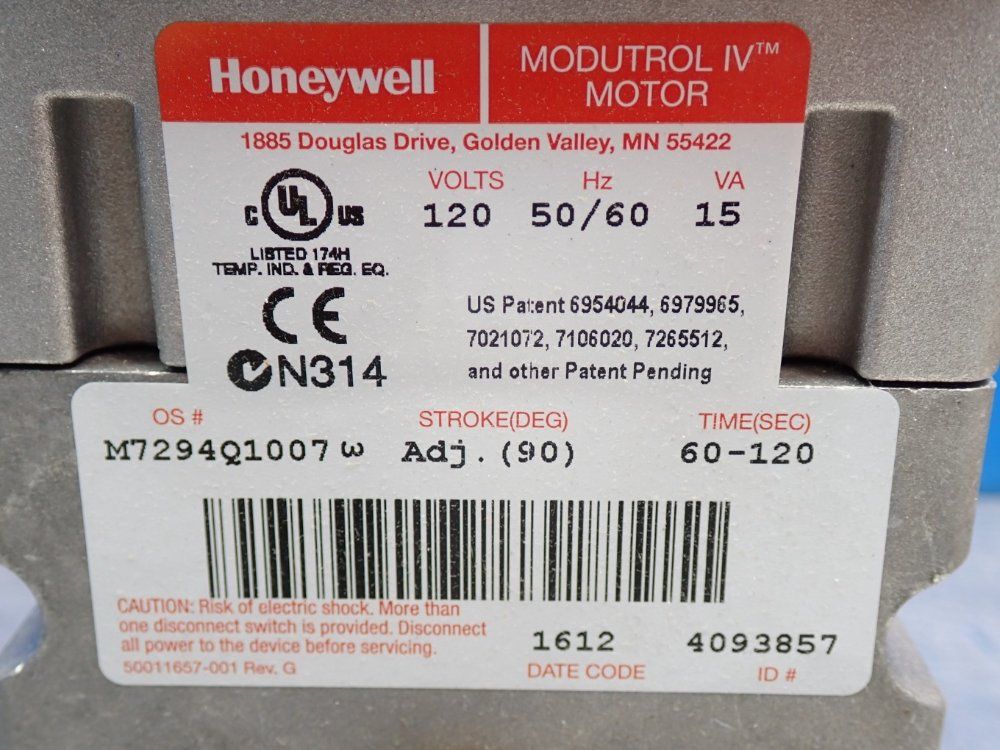 Honeywell
MODUTROL IV™
MOTOR
1885 Douglas Drive, Golden Valley, MN 55422
C UL US
LISTED 174H
TEMP. IND. & REG. EQ.
CE
N314
VOLTS Hz VA
120 50/60 15
US Patent 6954044, 6979965,
7021072, 7106020, 7265512,
and other Patent Pending
OS # STROKE(DEG) TIME(SEC)
M7294Q1007 ω Adj.(90) 60-120
CAUTION: Risk of electric shock. More than
one disconnect switch is provided. Disconnect
all power to the device before servicing.
50011657-001 Rev. G
1612 4093857
DATE CODE ID #